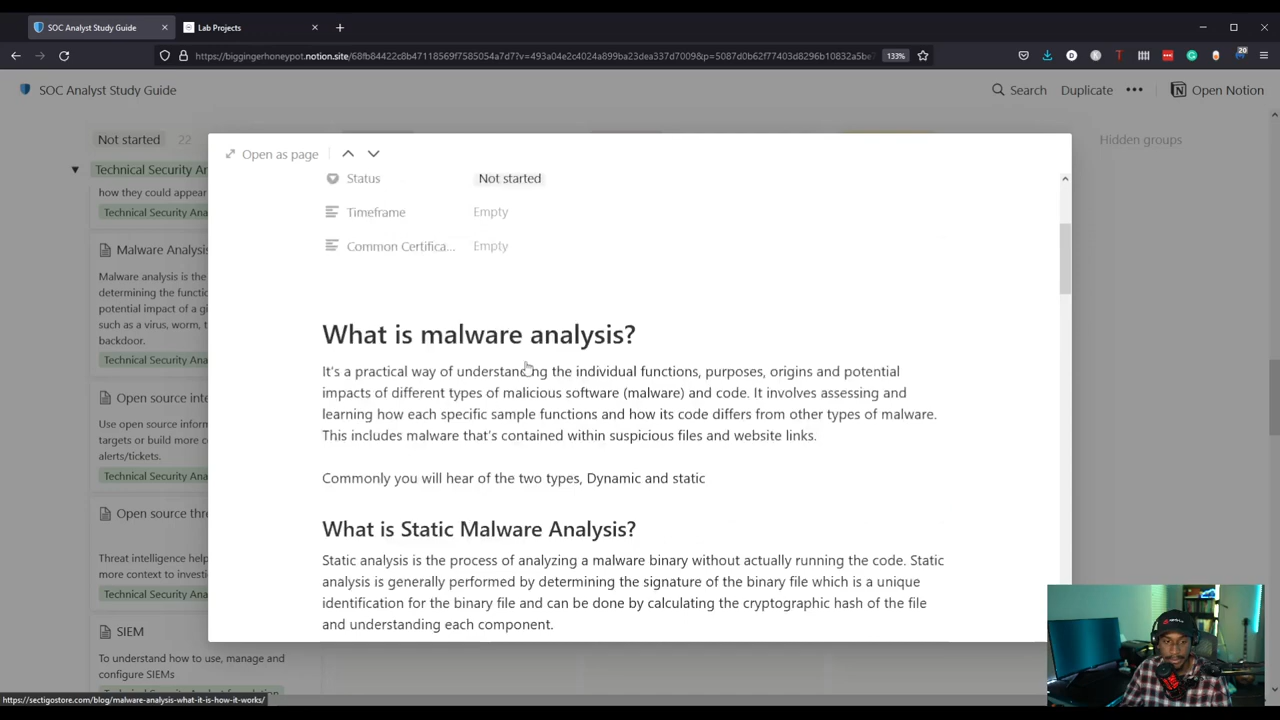 SOC Analyst Study Guide
Lab Projects
https://biggingerhoneypot.notion.site/68fb84422c8b47118569f7585054a7d7?v=493a04e2c4024a899ba23dea337d7009&p=5087d0b62f77403d8296b10832a5be
133%
20
SOC Analyst Study Guide
Search
Duplicate
Open Notion
Not started 22
Hidden groups
Technical Security An
how they could appear
Technical Security Ana
Malware Analysis
Malware analysis is the
determining the functio
potential impact of a gi
such as a virus, worm, t
backdoor.
Technical Security Ana
Open source inte
Use open source inform
targets or build more co
alerts/tickets.
Technical Security Ana
Open source thre
Threat intelligence help
more context to investi
Technical Security Ana
SIEM
To understand how to use, manage and
configure SIEMs
Technical Security Analyst foundation
Open as page
Status Not started
Timeframe Empty
Common Certifica... Empty
What is malware analysis?
It's a practical way of understanding the individual functions, purposes, origins and potential
impacts of different types of malicious software (malware) and code. It involves assessing and
learning how each specific sample functions and how its code differs from other types of malware.
This includes malware that's contained within suspicious files and website links.
Commonly you will hear of the two types, Dynamic and static
What is Static Malware Analysis?
Static analysis is the process of analyzing a malware binary without actually running the code. Static
analysis is generally performed by determining the signature of the binary file which is a unique
identification for the binary file and can be done by calculating the cryptographic hash of the file
and understanding each component.
https://sectigostore.com/blog/malware-analysis-what-it-is-how-it-works/